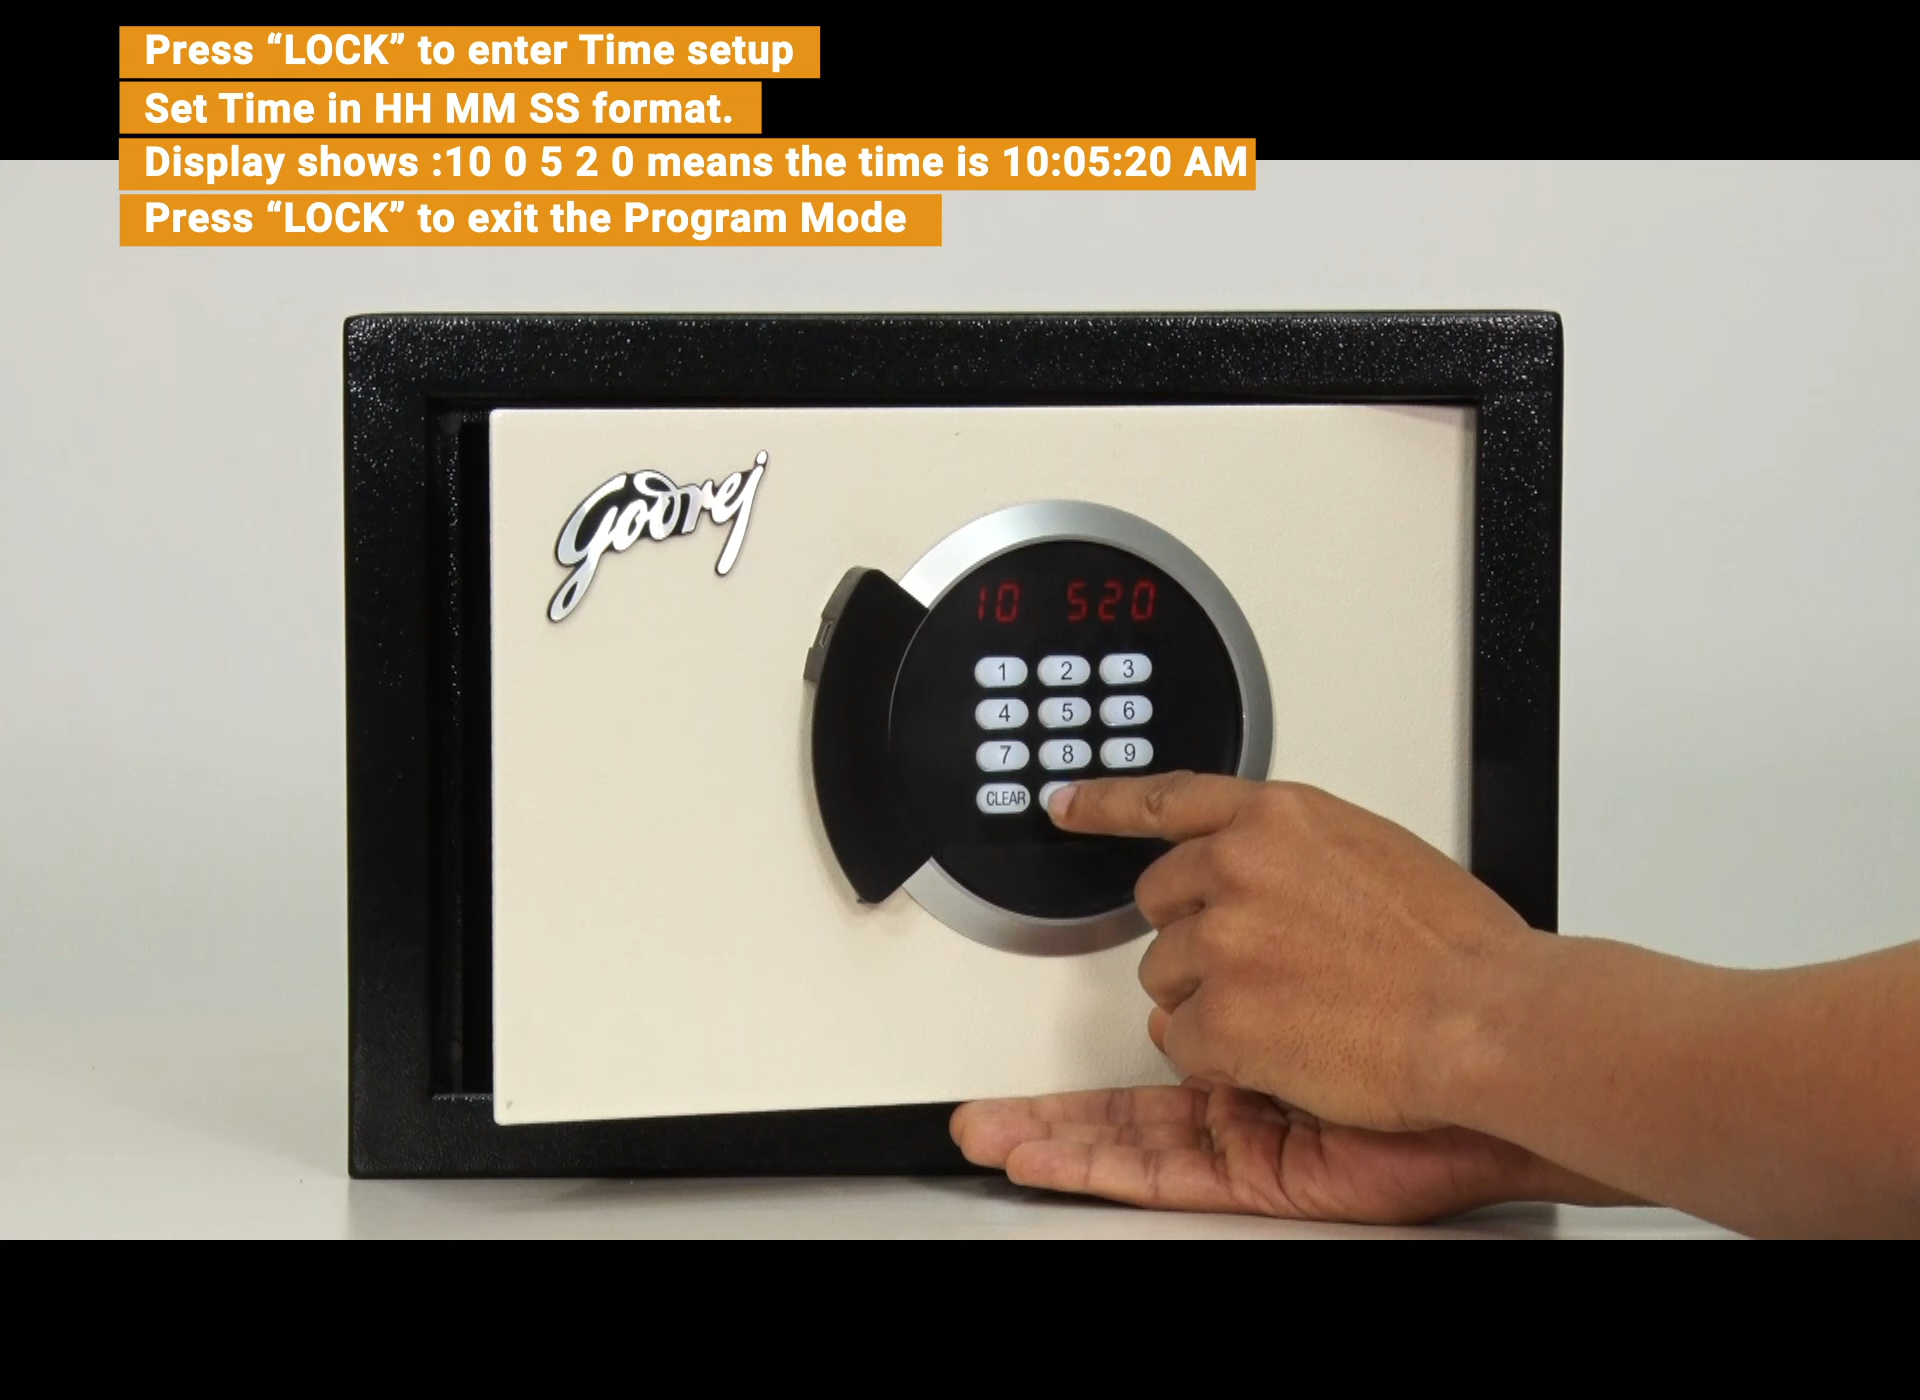 Press “LOCK” to enter Time setup
Set Time in HH MM SS format.
Display shows :10 0 5 2 0 means the time is 10:05:20 AM
Press “LOCK” to exit the Program Mode
Godrej
10 520
1 2 3
4 5 6
7 8 9
CLEAR